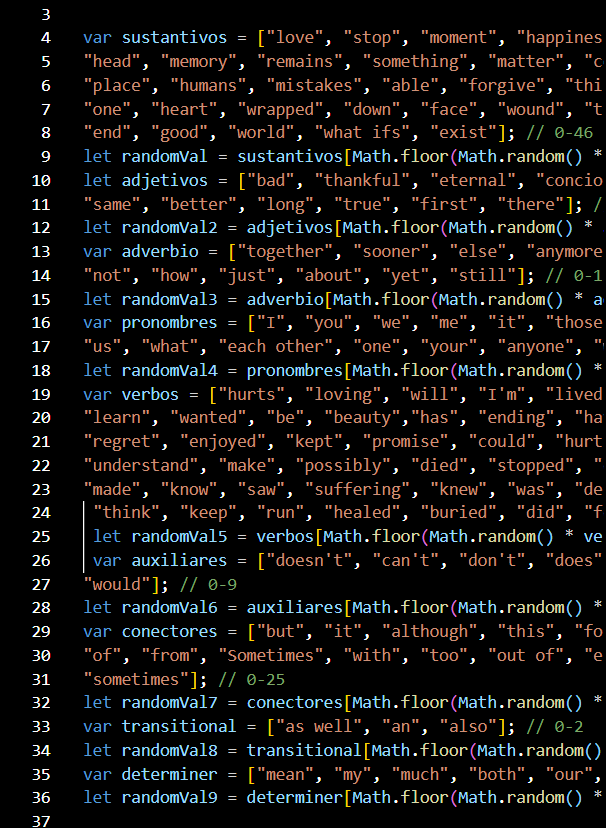 3
4 var sustantivos = ["love", "stop", "moment", "happines
5 "head", "memory", "remains", "something", "matter", "c
6 "place", "humans", "mistakes", "able", "forgive", "thi
7 "one", "heart", "wrapped", "down", "face", "wound", "t
8 "end", "good", "world", "what ifs", "exist"]; // 0-46
9 let randomVal = sustantivos[Math.floor(Math.random() *
10 let adjetivos = ["bad", "thankful", "eternal", "concio
11 "same", "better", "long", "true", "first", "there"]; /
12 let randomVal2 = adjetivos[Math.floor(Math.random() *
13 var adverbio = ["together", "sooner", "else", "anymore
14 "not", "how", "just", "about", "yet", "still"]; // 0-1
15 let randomVal3 = adverbio[Math.floor(Math.random() * a
16 var pronombres = ["I", "you", "we", "me", "it", "those
17 "us", "what", "each other", "one", "your", "anyone", "
18 let randomVal4 = pronombres[Math.floor(Math.random() *
19 var verbos = ["hurts", "loving", "will", "I'm", "lived
20 "learn", "wanted", "be", "beauty","has", "ending", "ha
21 "regret", "enjoyed", "kept", "promise", "could", "hurt
22 "understand", "make", "possibly", "died", "stopped", "
23 "made", "know", "saw", "suffering", "knew", "was", "de
24 "think", "keep", "run", "healed", "buried", "did", "f
25 let randomVal5 = verbos[Math.floor(Math.random() * ve
26 var auxiliares = ["doesn't", "can't", "don't", "does"
27 "would"]; // 0-9
28 let randomVal6 = auxiliares[Math.floor(Math.random() *
29 var conectores = ["but", "it", "although", "this", "fo
30 "of", "from", "Sometimes", "with", "too", "out of", "e
31 "sometimes"]; // 0-25
32 let randomVal7 = conectores[Math.floor(Math.random() *
33 var transitional = ["as well", "an", "also"]; // 0-2
34 let randomVal8 = transitional[Math.floor(Math.random()
35 var determiner = ["mean", "my", "much", "both", "our",
36 let randomVal9 = determiner[Math.floor(Math.random() *
37